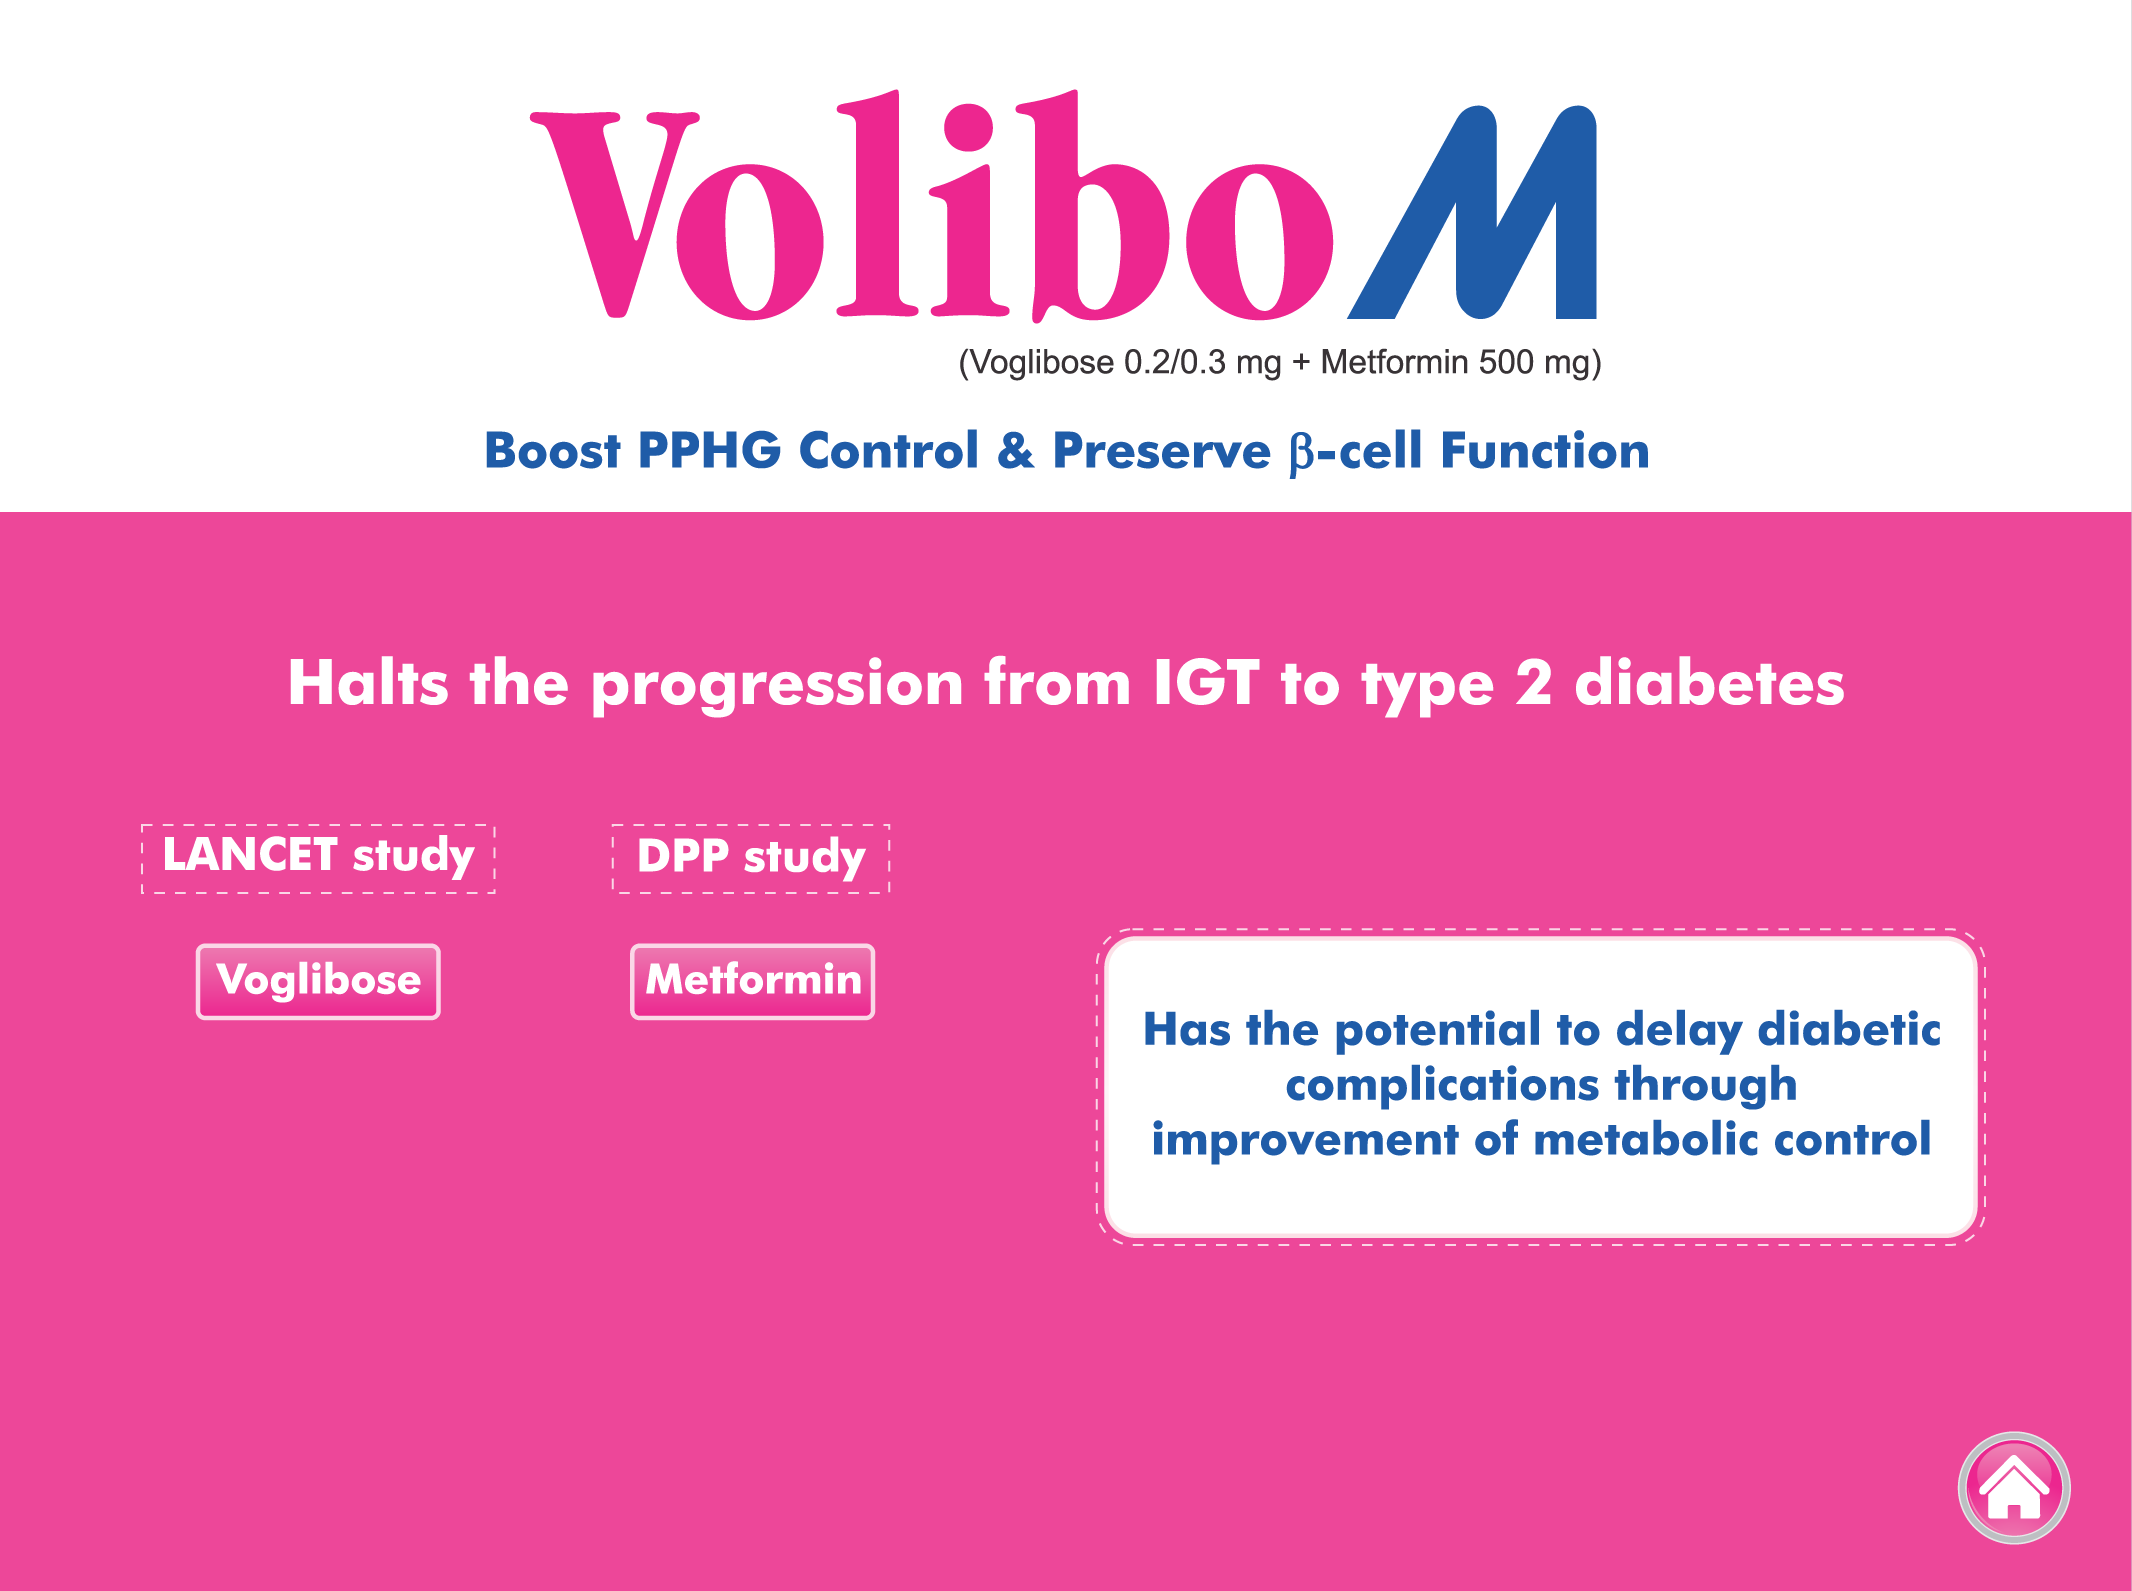 Volibo M
(Voglibose 0.2/0.3 mg + Metformin 500 mg)
Boost PPHG Control & Preserve β-cell Function
Halts the progression from IGT to type 2 diabetes
LANCET study
DPP study
Voglibose
Metformin
Has the potential to delay diabetic
complications through
improvement of metabolic control